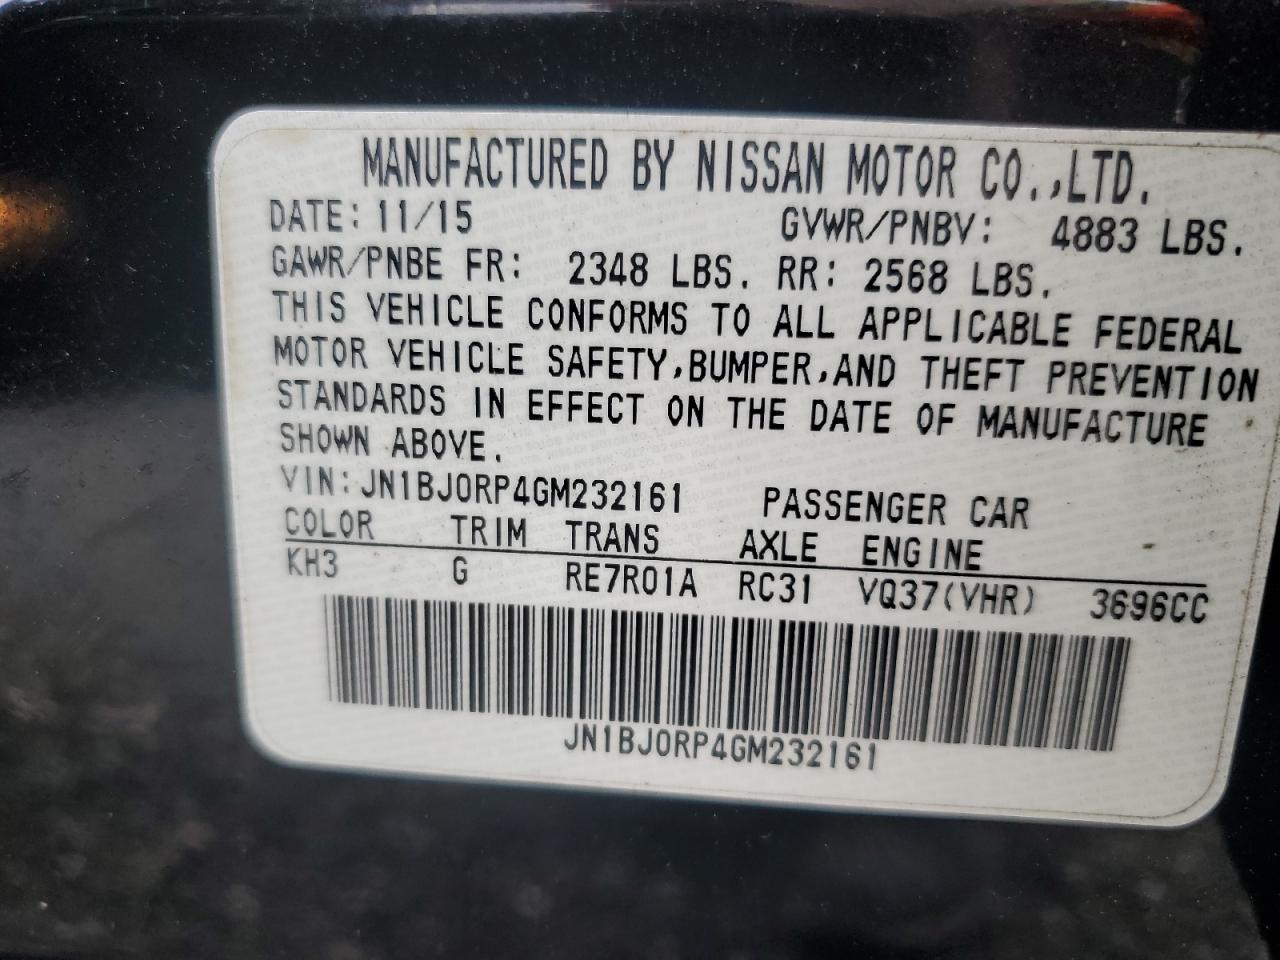 MANUFACTURED BY NISSAN MOTOR CO.,LTD.
DATE: 11/15 GVWR/PNBV: 4883 LBS.
GAWR/PNBE FR: 2348 LBS. RR: 2568 LBS.
THIS VEHICLE CONFORMS TO ALL APPLICABLE FEDERAL
MOTOR VEHICLE SAFETY,BUMPER,AND THEFT PREVENTION
STANDARDS IN EFFECT ON THE DATE OF MANUFACTURE
SHOWN ABOVE.
VIN: JN1BJ0RP4GM232161 PASSENGER CAR
COLOR TRIM TRANS AXLE ENGINE
KH3 G RE7R01A RC31 VQ37(VHR) 3696CC
JN1BJ0RP4GM232161